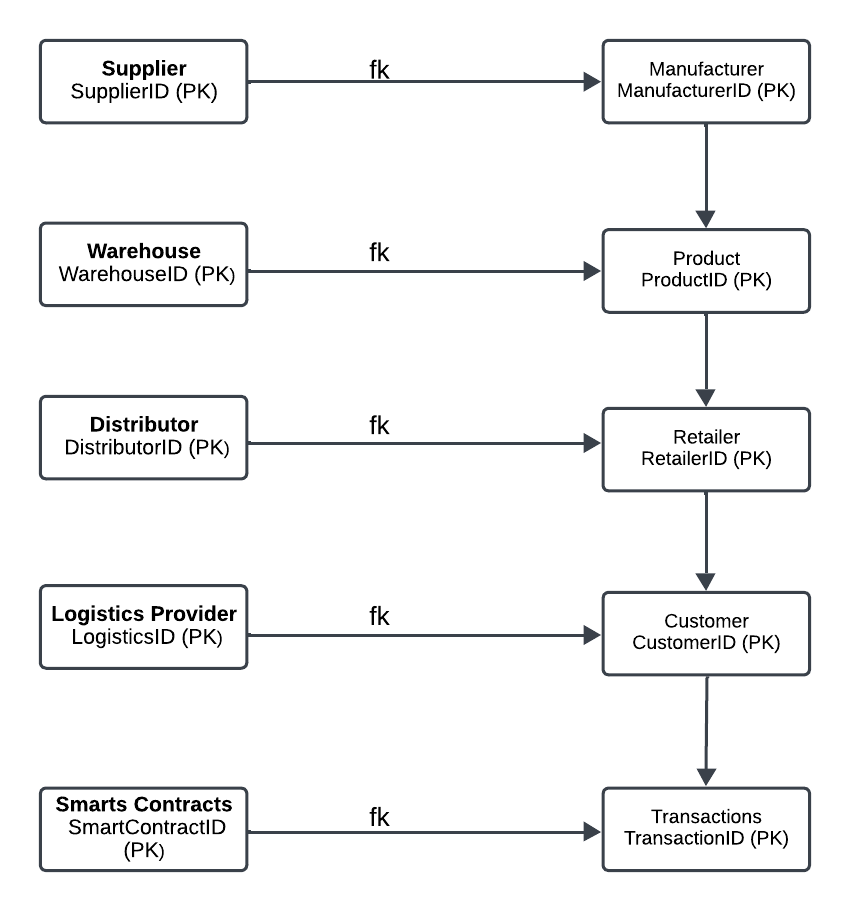 Supplier
SupplierID (PK)
fk
Manufacturer
ManufacturerID (PK)
Warehouse
WarehouseID (PK)
fk
Product
ProductID (PK)
Distributor
DistributorID (PK)
fk
Retailer
RetailerID (PK)
Logistics Provider
LogisticsID (PK)
fk
Customer
CustomerID (PK)
Smarts Contracts
SmartContractID
(PK)
fk
Transactions
TransactionID (PK)